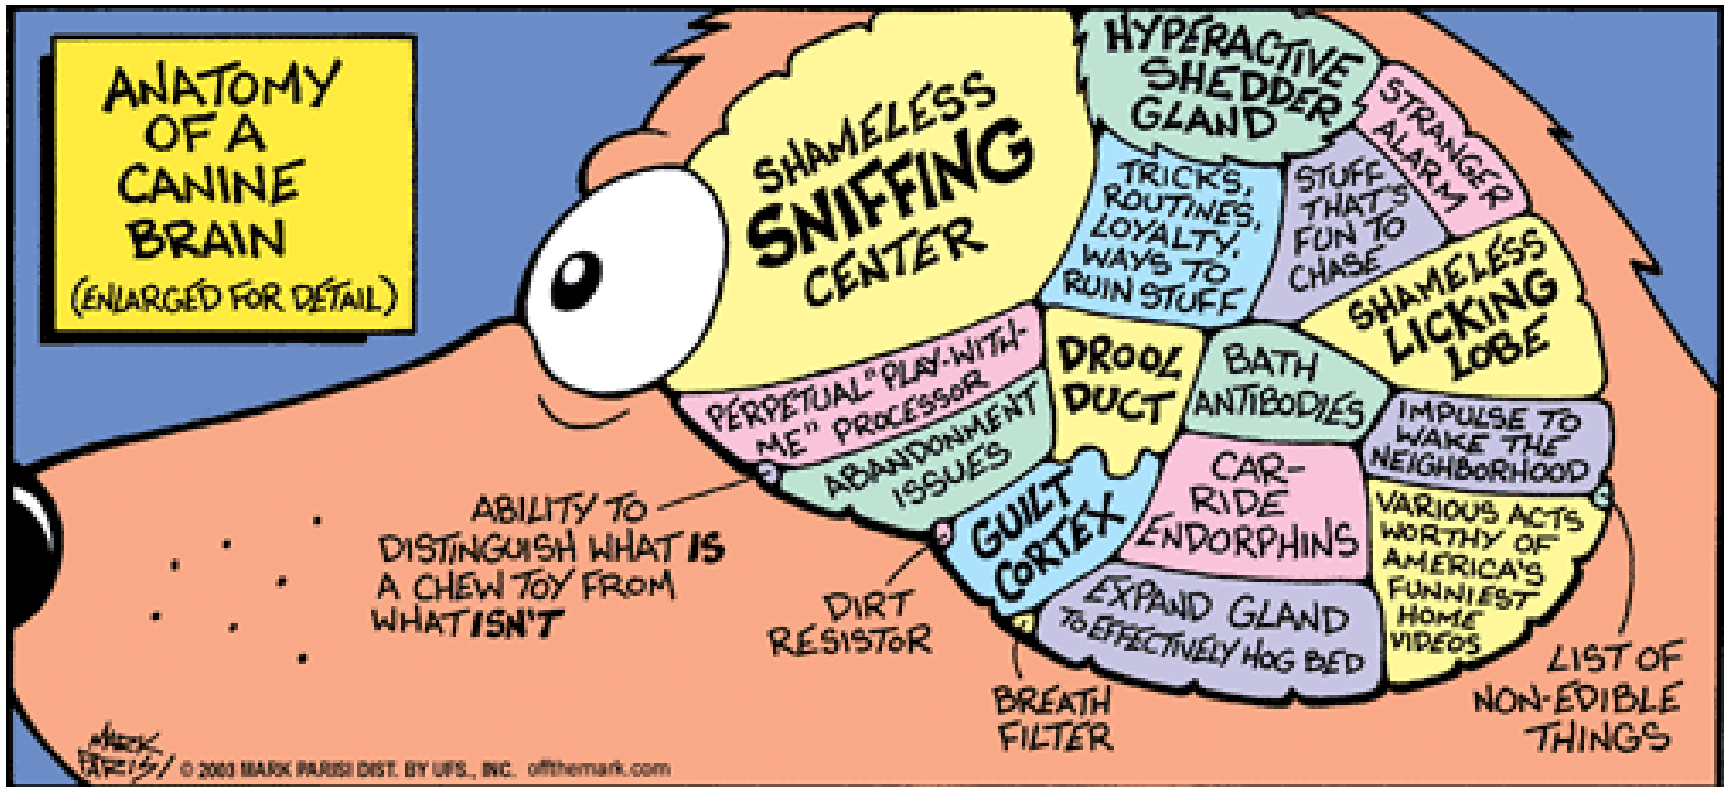 ANATOMY
OF A
CANINE
BRAIN
(ENLARGED FOR DETAIL)
SHAMELESS
SNIFFING
CENTER
HYPERACTIVE
SHEDDER
GLAND
STRANGER
ALARM
TRICKS,
ROUTINES,
LOYALTY,
WAYS TO
RUIN STUFF
STUFF
THAT'S
FUN TO
CHASE
SHAMELESS
LICKING
LOBE
PERPETUAL "PLAY-WITH-
ME" PROCESSOR
DROOL
DUCT
BATH
ANTIBODIES
ABANDONMENT
ISSUES
IMPULSE TO
WAKE THE
NEIGHBORHOOD
GUILT
CORTEX
CAR-
RIDE
ENDORPHINS
VARIOUS ACTS
WORTHY OF
AMERICA'S
FUNNIEST
HOME
VIDEOS
EXPAND GLAND
TO EFFECTIVELY HOG BED
ABILITY TO
DISTINGUISH WHAT IS
A CHEW TOY FROM
WHAT ISN'T
DIRT
RESISTOR
BREATH
FILTER
LIST OF
NON-EDIBLE
THINGS
MARK
PARISI
© 2003 MARK PARISI DIST. BY UFS., INC. offthemark.com